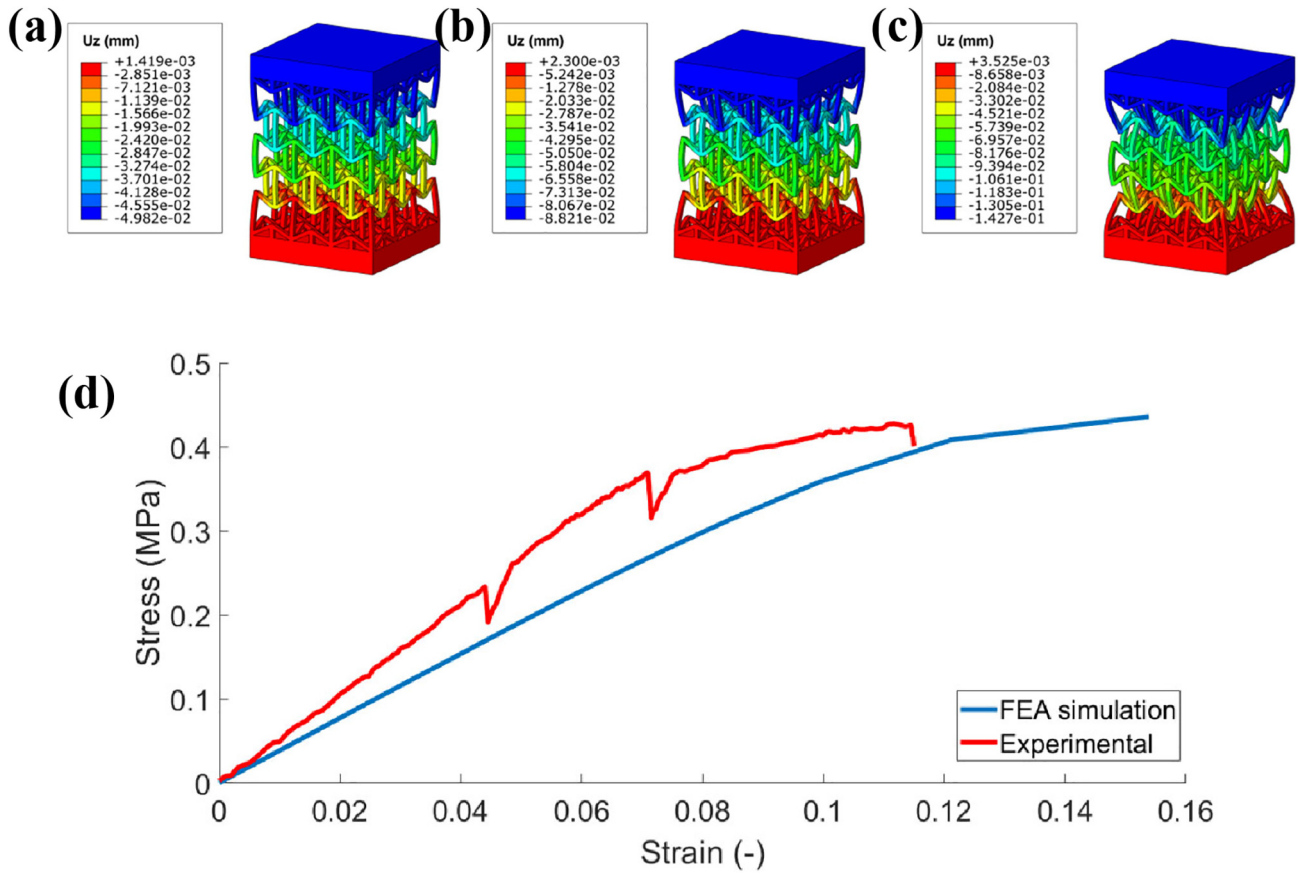 (a)
Uz (mm)
+1.419e-03
-2.851e-03
-7.121e-03
-1.139e-02
-1.566e-02
-1.993e-02
-2.420e-02
-2.847e-02
-3.274e-02
-3.701e-02
-4.128e-02
-4.555e-02
-4.982e-02
(b)
Uz (mm)
+2.300e-03
-5.242e-03
-1.278e-02
-2.033e-02
-2.787e-02
-3.541e-02
-4.295e-02
-5.050e-02
-5.804e-02
-6.558e-02
-7.313e-02
-8.067e-02
-8.821e-02
(c)
Uz (mm)
+3.525e-03
-8.658e-03
-2.084e-02
-3.302e-02
-4.521e-02
-5.739e-02
-6.957e-02
-8.176e-02
-9.394e-02
-1.061e-01
-1.183e-01
-1.305e-01
-1.427e-01
(d)
0.5
0.4
0.3
0.2
0.1
0
Stress (MPa)
0 0.02 0.04 0.06 0.08 0.1 0.12 0.14 0.16
Strain (-)
FEA simulation
Experimental